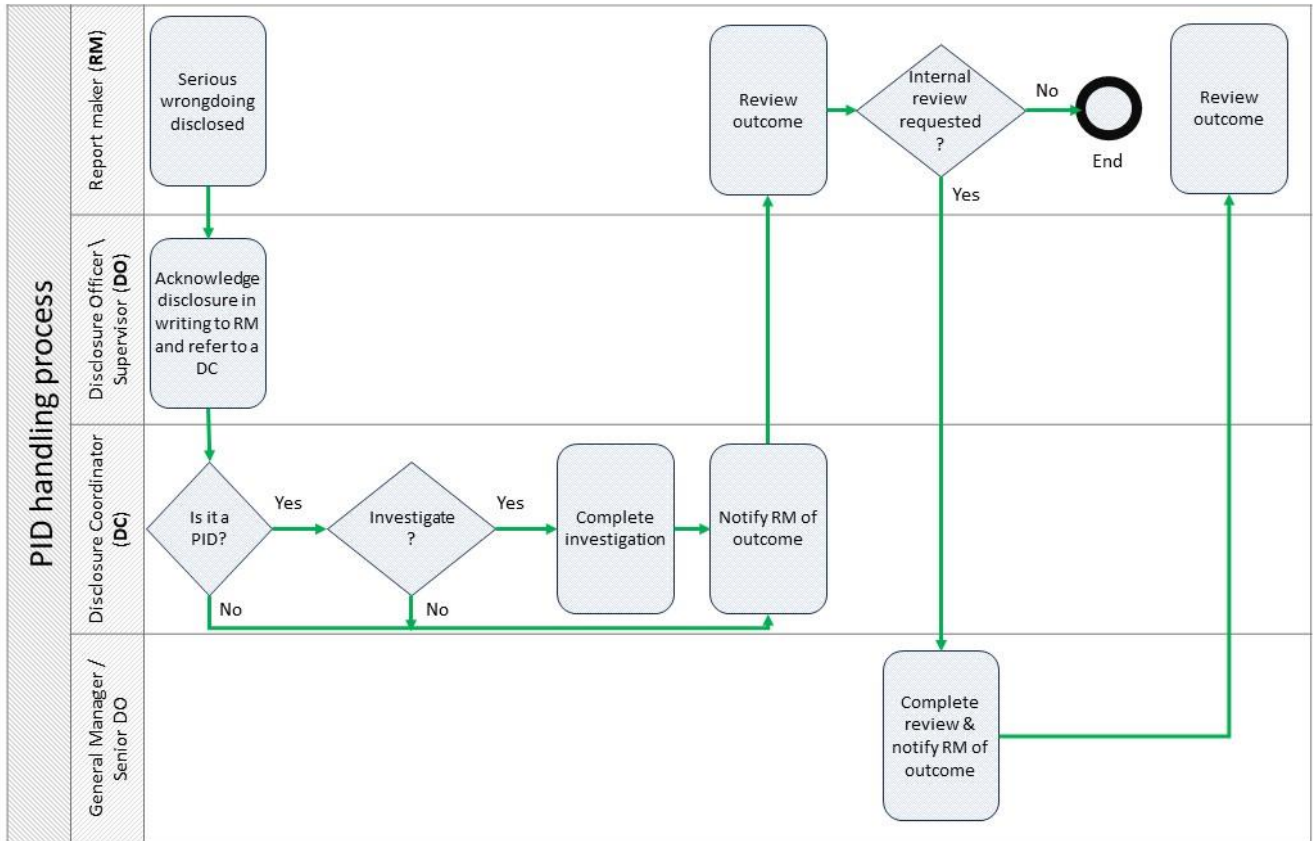 PID handling process
Report maker (RM)
Serious
wrongdoing
disclosed
Review
outcome
Internal
review
requested
?
No
End
Yes
Review
outcome
Disclosure Officer \
Supervisor (DO)
Acknowledge
disclosure in
writing to RM
and refer to a
DC
Disclosure Coordinator
(DC)
Is it a
PID?
Yes
No
Investigate
?
Yes
No
Complete
investigation
Notify RM of
outcome
General Manager /
Senior DO
Complete
review &
notify RM of
outcome